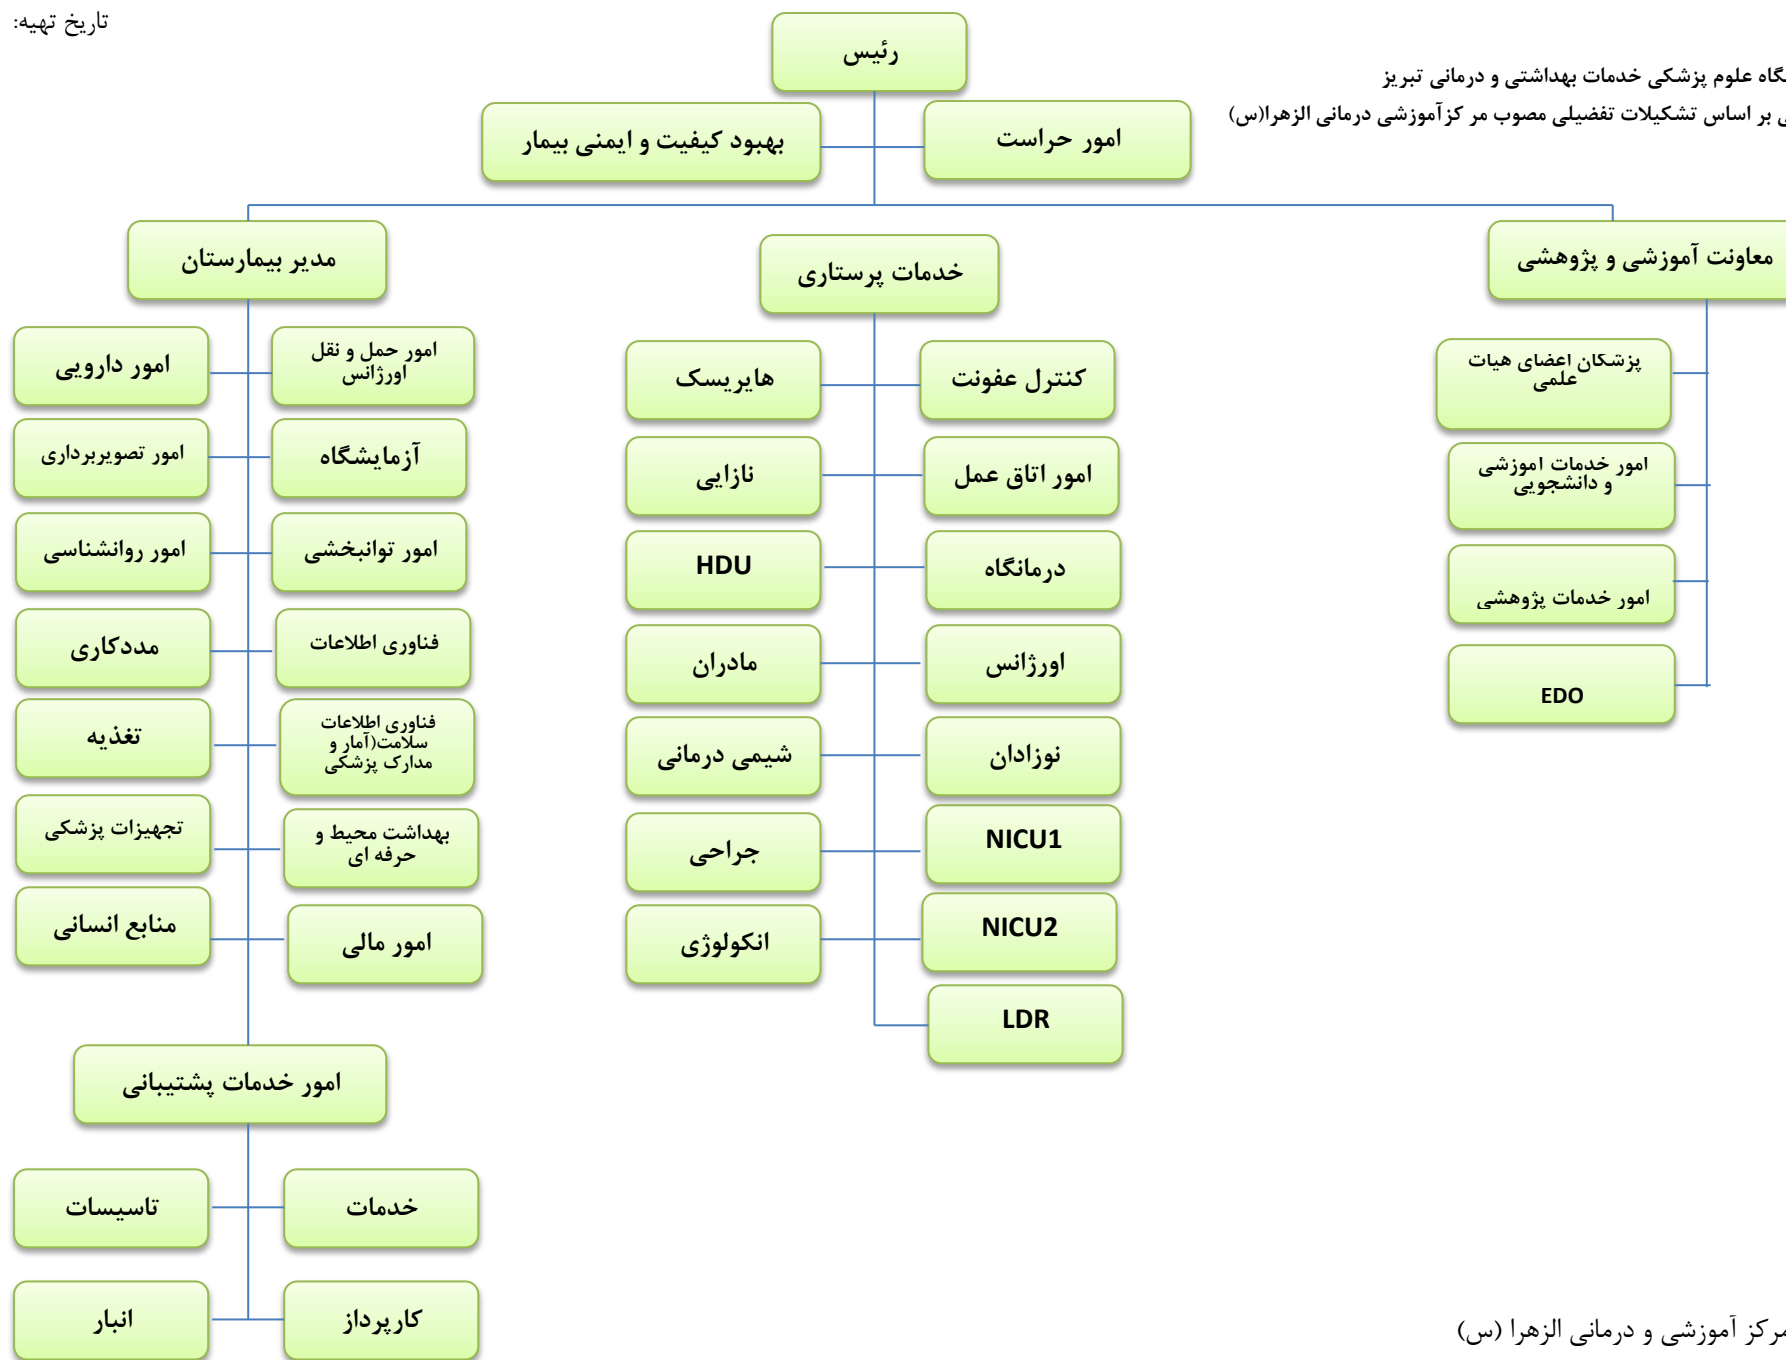 تاریخ تهیه:
رئیس
گاه علوم پزشکی خدمات بهداشتی و درمانی تبریز
بر اساس تشکیلات تفضیلی مصوب مر کزآموزشی درمانی الزهرا(س)
امور حراست
بهبود کیفیت و ایمنی بیمار
معاونت آموزشی و پژوهشی
خدمات پرستاری
مدیر بیمارستان
پزشکان اعضای هیات
علمی
امور خدمات اموزشی
و دانشجویی
امور خدمات پژوهشی
EDO
کنترل عفونت
هایریسک
امور اتاق عمل
نازایی
درمانگاه
HDU
اورژانس
مادران
نوزادان
شیمی درمانی
NICU1
جراحی
NICU2
انکولوژی
LDR
امور حمل و نقل
اورژانس
امور دارویی
آزمایشگاه
امور تصویربرداری
امور توانبخشی
امور روانشناسی
فناوری اطلاعات
مددکاری
فناوری اطلاعات
سلامت(آمار و
مدارک پزشکی
تغذیه
بهداشت محیط و
حرفه ای
تجهیزات پزشکی
امور مالی
منابع انسانی
امور خدمات پشتیبانی
خدمات
تاسیسات
کارپرداز
انبار
مرکز آموزشی و درمانی الزهرا (س)